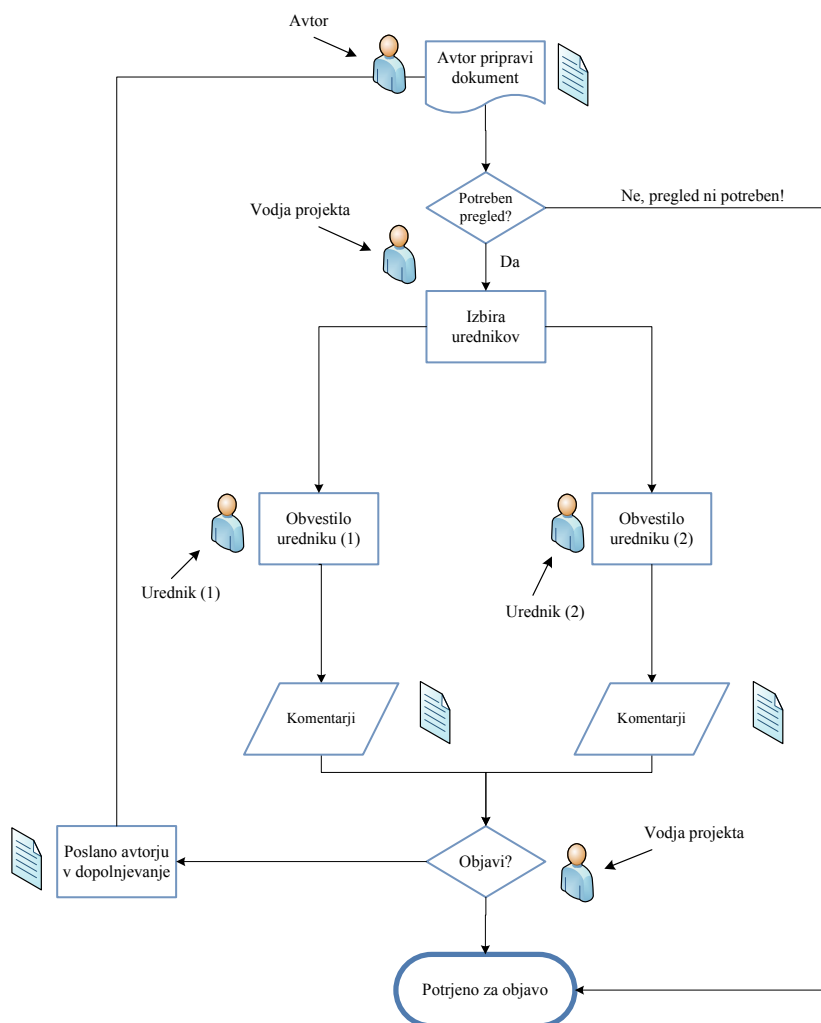 Avtor
Avtor pripravi
dokument
Potreben
pregled?
Ne, pregled ni potreben!
Vodja projekta
Da
Izbira
urednikov
Obvestilo
uredniku (1)
Obvestilo
uredniku (2)
Urednik (1)
Urednik (2)
Komentarji
Komentarji
Vodja projekta
Poslano avtorju
v dopolnjevanje
Objavi?
Potrjeno za objavo